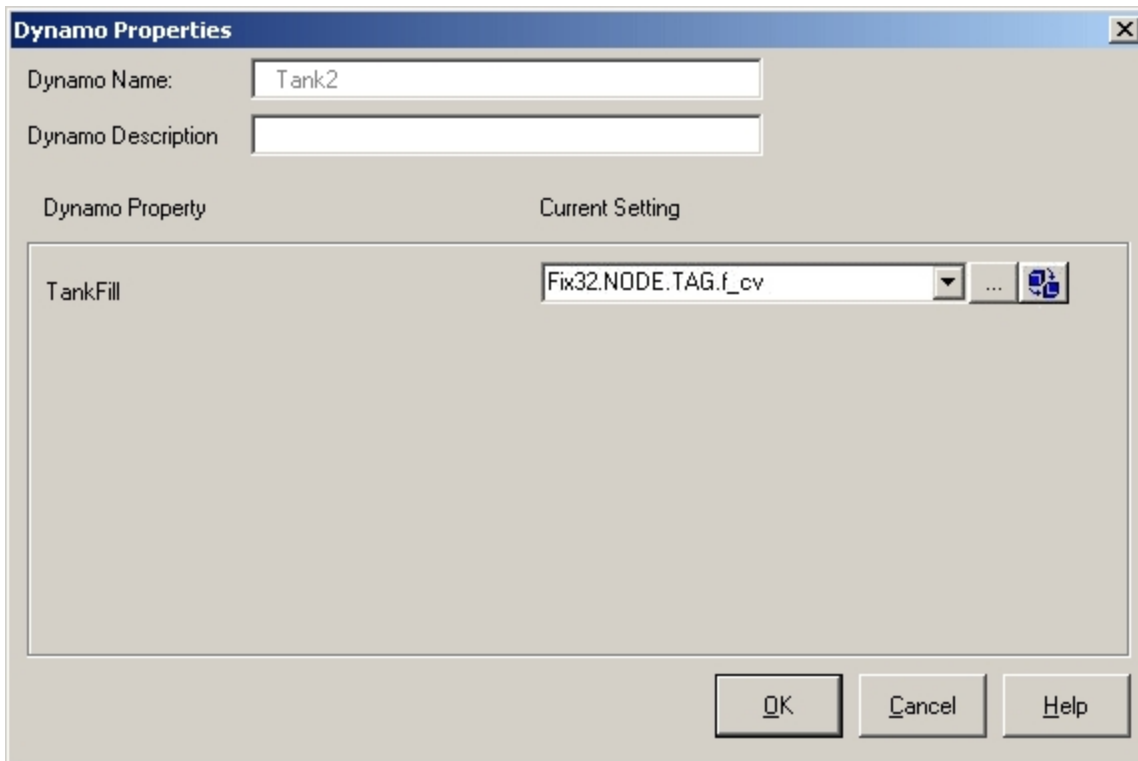 Dynamo Properties
Dynamo Name: Tank2
Dynamo Description
Dynamo Property Current Setting
TankFill Fix32.NODE.TAG.f_cv ...
OK Cancel Help